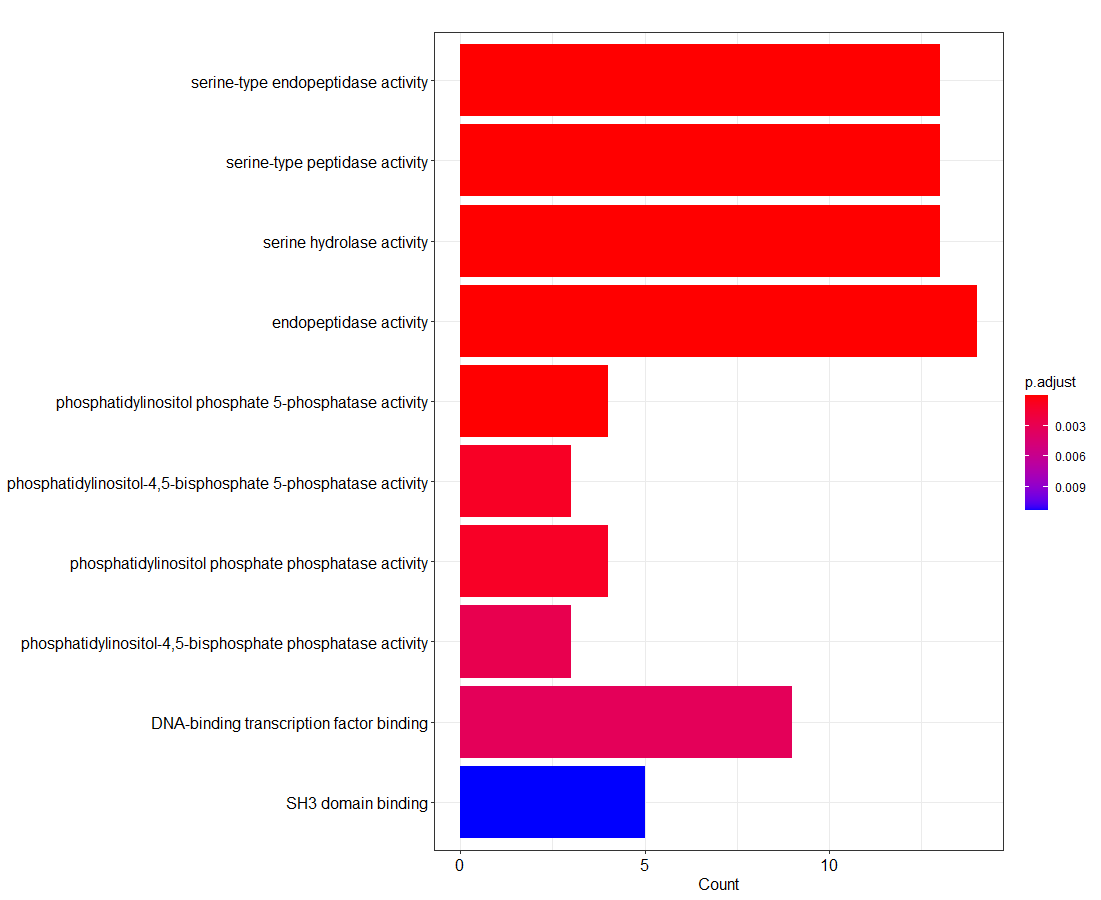 serine-type endopeptidase activity
serine-type peptidase activity
serine hydrolase activity
endopeptidase activity
phosphatidylinositol phosphate 5-phosphatase activity
phosphatidylinositol-4,5-bisphosphate 5-phosphatase activity
phosphatidylinositol phosphate phosphatase activity
phosphatidylinositol-4,5-bisphosphate phosphatase activity
DNA-binding transcription factor binding
SH3 domain binding
0 5 10
Count
p.adjust
0.003
0.006
0.009